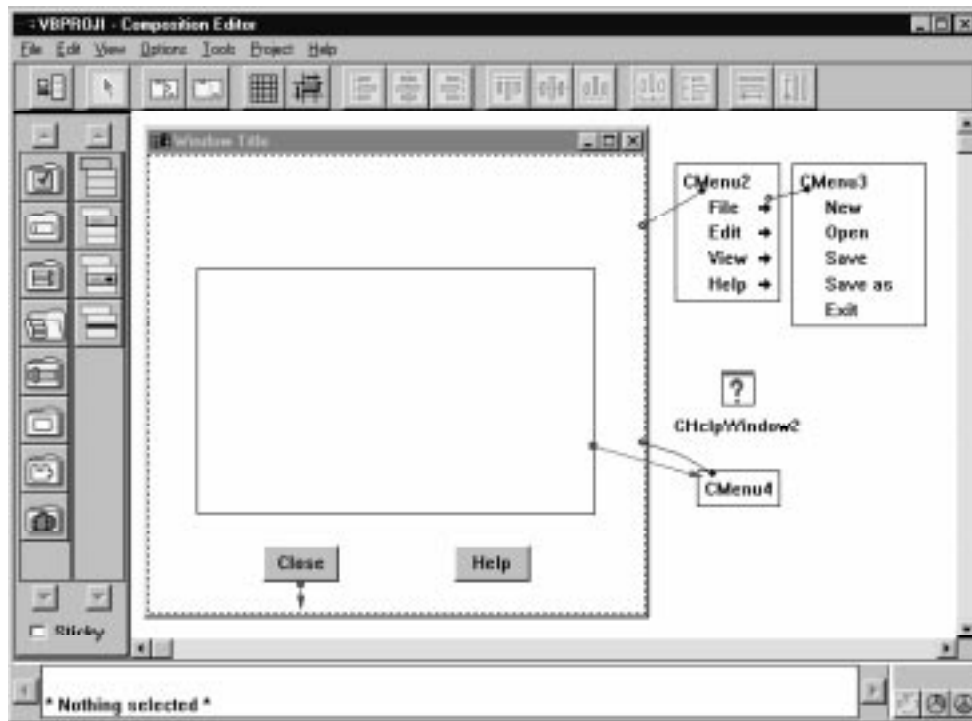 VBPROJ1 - Composition Editor
File Edit View Options Tools Project Help
Window Title
CMenu2
File
Edit
View
Help
CMenu3
New
Open
Save
Save as
Exit
?
CHelpWindow2
CMenu4
Close
Help
Sticky
* Nothing selected *